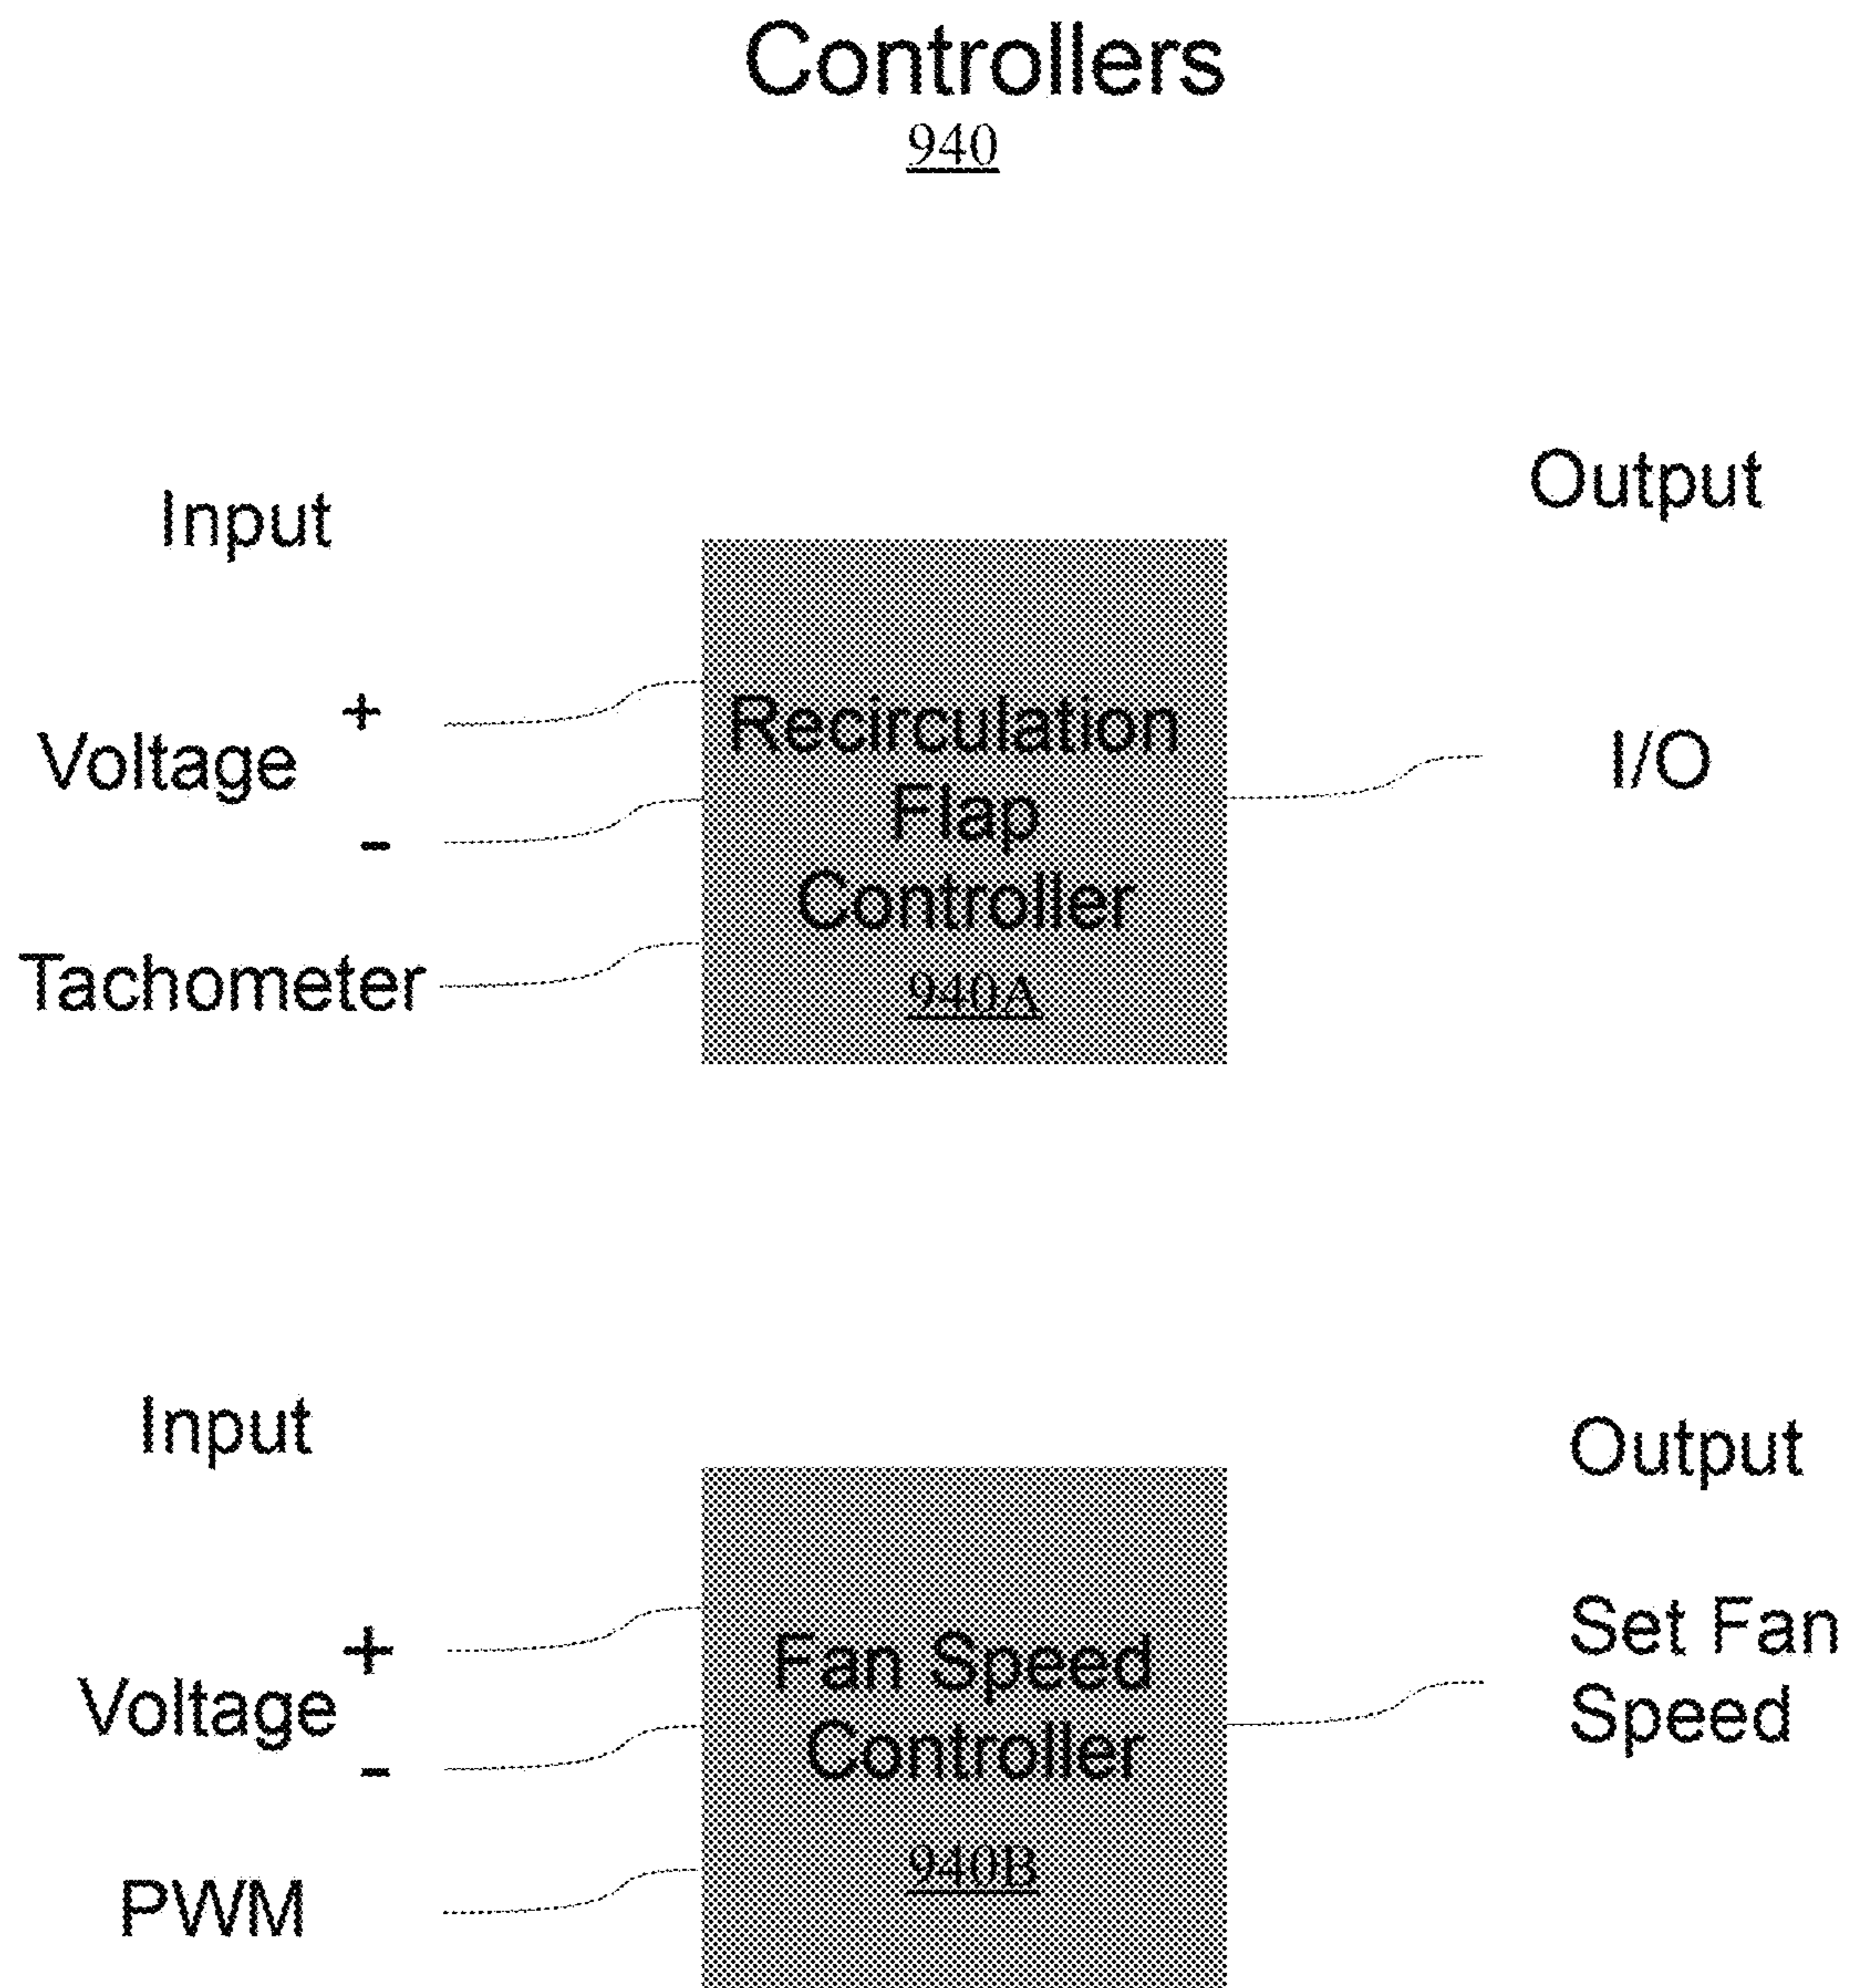 Controllers
940
Input
Output
Voltage
+
-
Tachometer
Recirculation
Flap
Controller
940A
I/O
Input
Output
Voltage
+
-
PWM
Fan Speed
Controller
940B
Set Fan
Speed